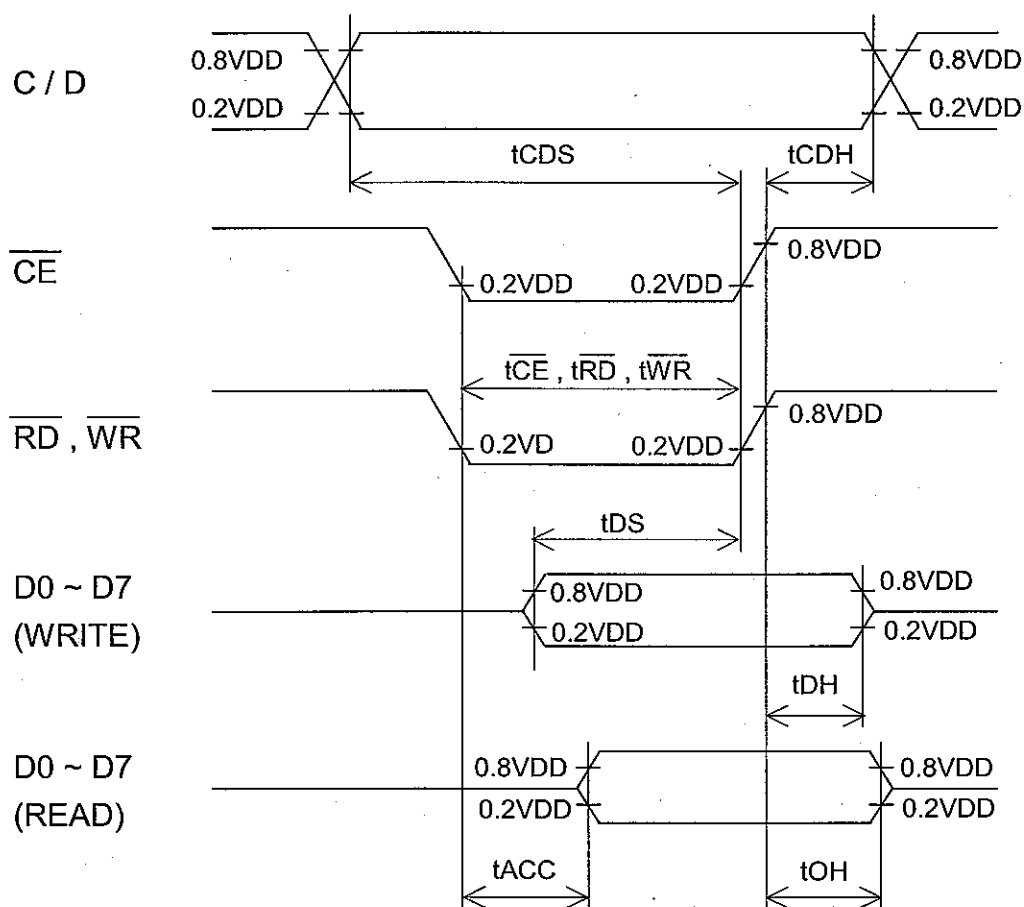 0.8VDD 0.8VDD
C / D
0.2VDD 0.2VDD
tCDS tCDH
CE 0.8VDD
0.2VDD 0.2VDD
tCE , tRD , tWR
0.8VDD
RD , WR 0.2VD 0.2VDD
tDS
D0 ~ D7 0.8VDD 0.8VDD
(WRITE) 0.2VDD 0.2VDD
tDH
D0 ~ D7 0.8VDD 0.8VDD
(READ) 0.2VDD 0.2VDD
tACC tOH